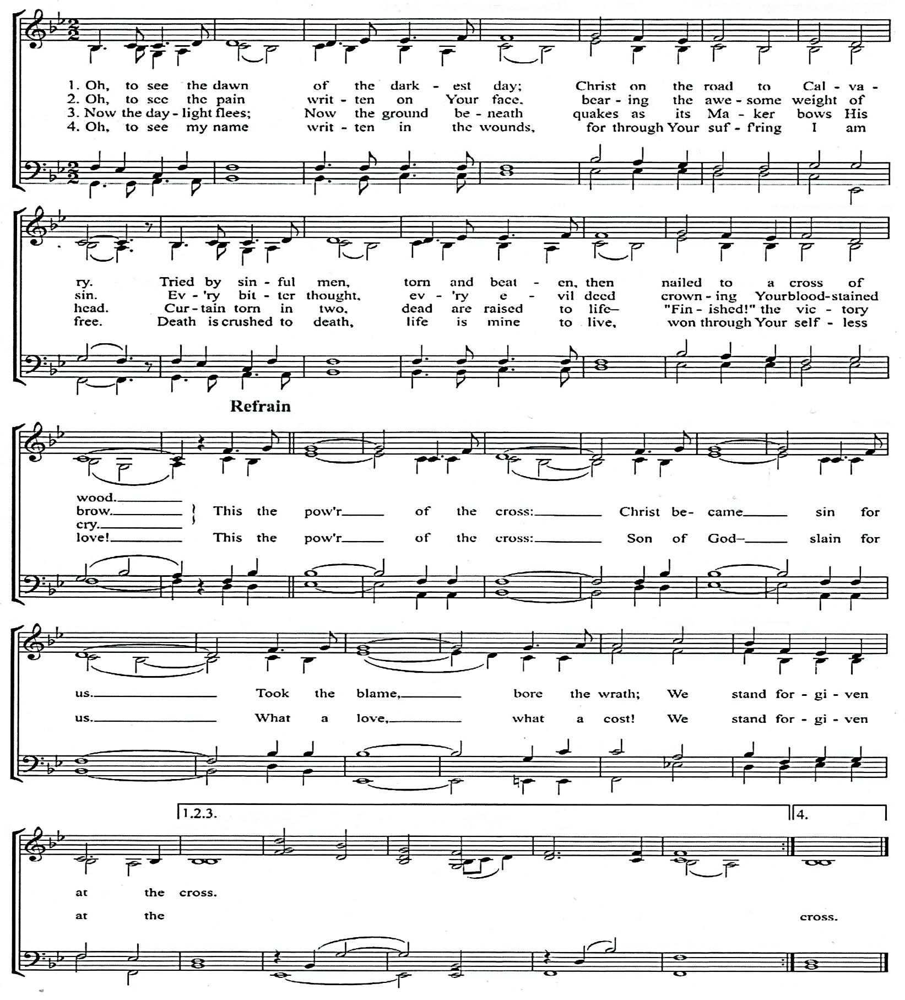 1. Oh, to see the dawn of the dark - est day; Christ on the road to Cal - va -
2. Oh, to see the pain writ - ten on Your face, bear - ing the awe - some weight of
3. Now the day - light flees; Now the ground be - neath quakes as its Ma - ker bows His
4. Oh, to see my name writ - ten in the wounds, for through Your suf - f'ring I am
ry. Tried by sin - ful men, torn and beat - en, then nailed to a cross of
sin. Ev - 'ry bit - ter thought, ev - 'ry e - vil deed crown - ing Your blood - stained
head. Cur - tain torn in two, dead are raised to life— "Fin - ished!" the vic - tory
free. Death is crushed to death, life is mine to live, won through Your self - less
Refrain
wood.
brow. This the pow'r of the cross: Christ be- came sin for
cry.
love! This the pow'r of the cross: Son of God— slain for
us. Took the blame, bore the wrath; We stand for - gi - ven
us. What a love, what a cost! We stand for - gi - ven
1.2.3. 4.
at the cross.
at the cross.